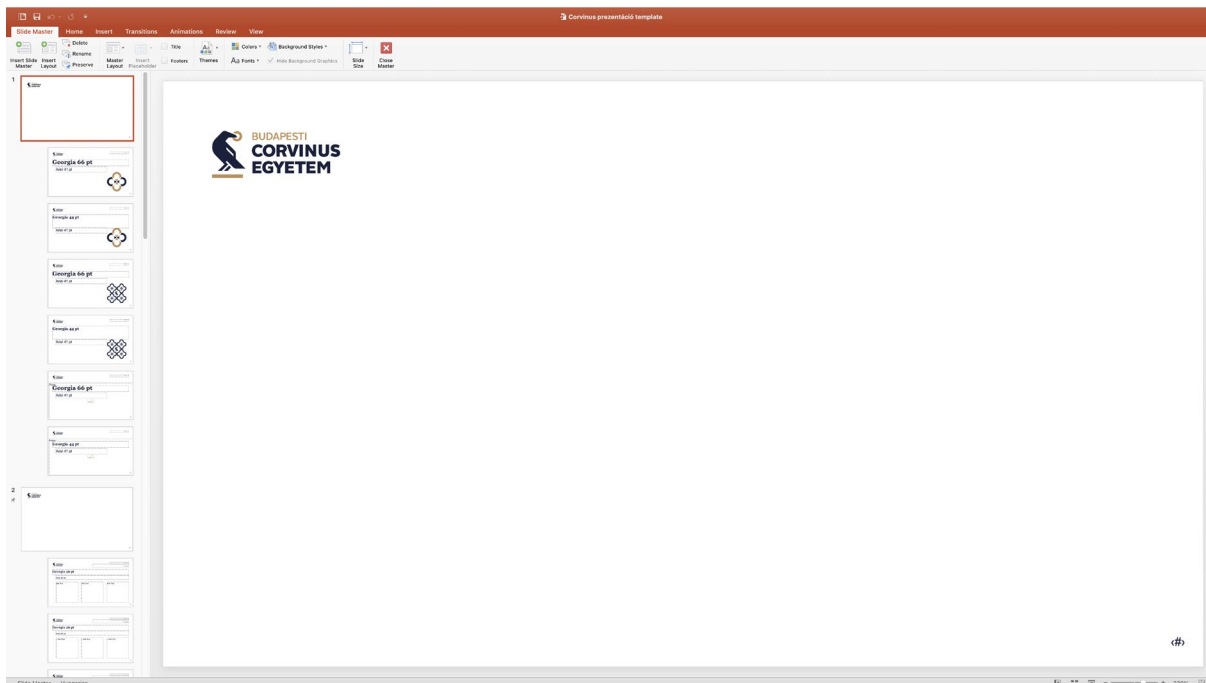 Corvinus prezentáció template
Slide Master Home Insert Transitions Animations Review View
Insert Slide Master
Insert Layout
Delete
Rename
Preserve
Master Layout
Insert Placeholder
Title
Footers
Themes
Colors
Fonts
Background Styles
Hide Background Graphics
Slide Size
Close Master
1
Georgia 66 pt
Georgia 44 pt
Georgia 66 pt
Georgia 44 pt
Georgia 66 pt
Georgia 44 pt
2
BUDAPESTI
CORVINUS
EGYETEM
‹#›